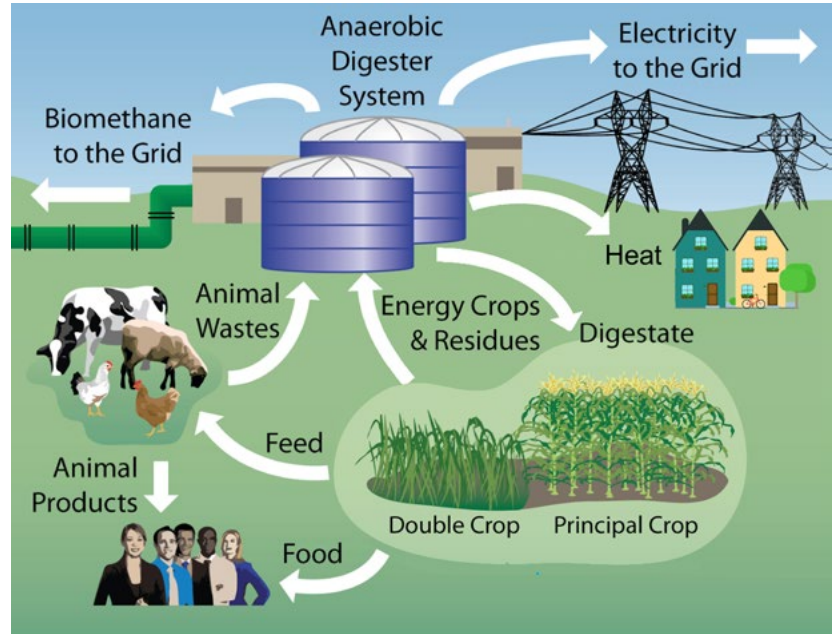 Anaerobic
Digester
System
Electricity
to the Grid
Biomethane
to the Grid
Heat
Animal
Wastes
Energy Crops
& Residues
Digestate
Feed
Animal
Products
Double Crop
Principal Crop
Food